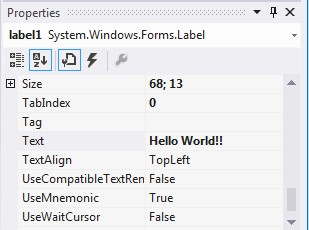 Properties
label1 System.Windows.Forms.Label
Size 68; 13
TabIndex 0
Tag
Text Hello World!!
TextAlign TopLeft
UseCompatibleTextRen False
UseMnemonic True
UseWaitCursor False